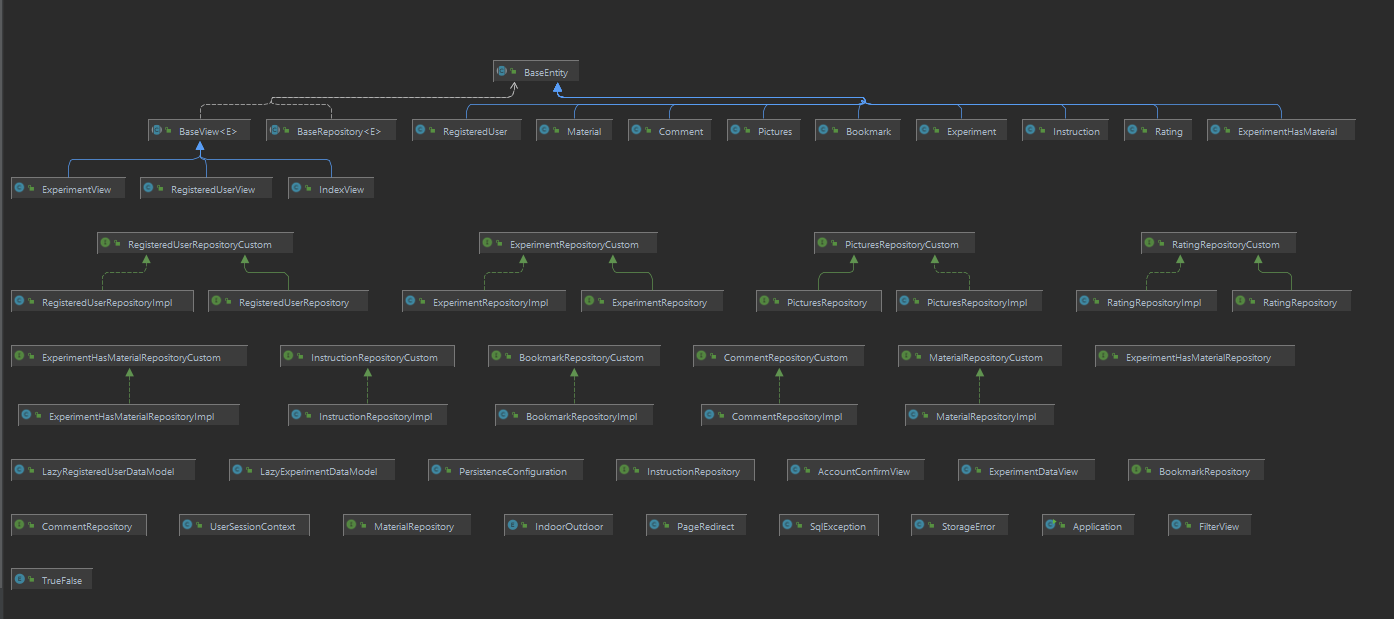 BaseEntity
BaseView<E> BaseRepository<E> RegisteredUser Material Comment Pictures Bookmark Experiment Instruction Rating ExperimentHasMaterial
ExperimentView RegisteredUserView IndexView
RegisteredUserRepositoryCustom ExperimentRepositoryCustom PicturesRepositoryCustom RatingRepositoryCustom
RegisteredUserRepositoryImpl RegisteredUserRepository ExperimentRepositoryImpl ExperimentRepository PicturesRepository PicturesRepositoryImpl RatingRepositoryImpl RatingRepository
ExperimentHasMaterialRepositoryCustom InstructionRepositoryCustom BookmarkRepositoryCustom CommentRepositoryCustom MaterialRepositoryCustom ExperimentHasMaterialRepository
ExperimentHasMaterialRepositoryImpl InstructionRepositoryImpl BookmarkRepositoryImpl CommentRepositoryImpl MaterialRepositoryImpl
LazyRegisteredUserDataModel LazyExperimentDataModel PersistenceConfiguration InstructionRepository AccountConfirmView ExperimentDataView BookmarkRepository
CommentRepository UserSessionContext MaterialRepository IndoorOutdoor PageRedirect SqlException StorageError Application FilterView
TrueFalse